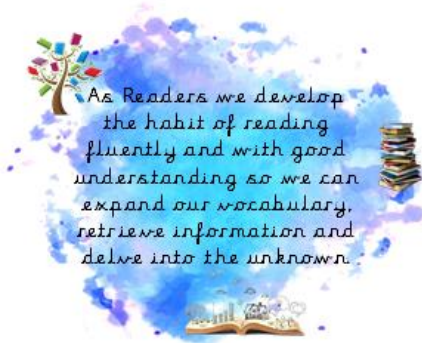 As Readers we develop
the habit of reading
fluently and with good
understanding so we can
expand our vocabulary,
retrieve information and
delve into the unknown